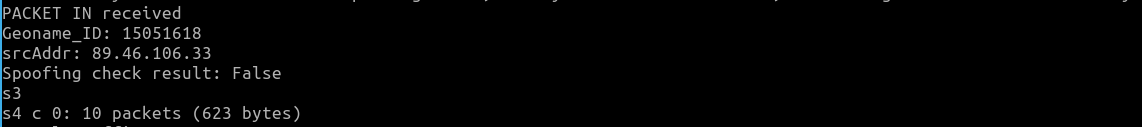 PACKET IN received
Geoname_ID: 15051618
srcAddr: 89.46.106.33
Spoofing check result: False
s3
s4 c 0: 10 packets (623 bytes)